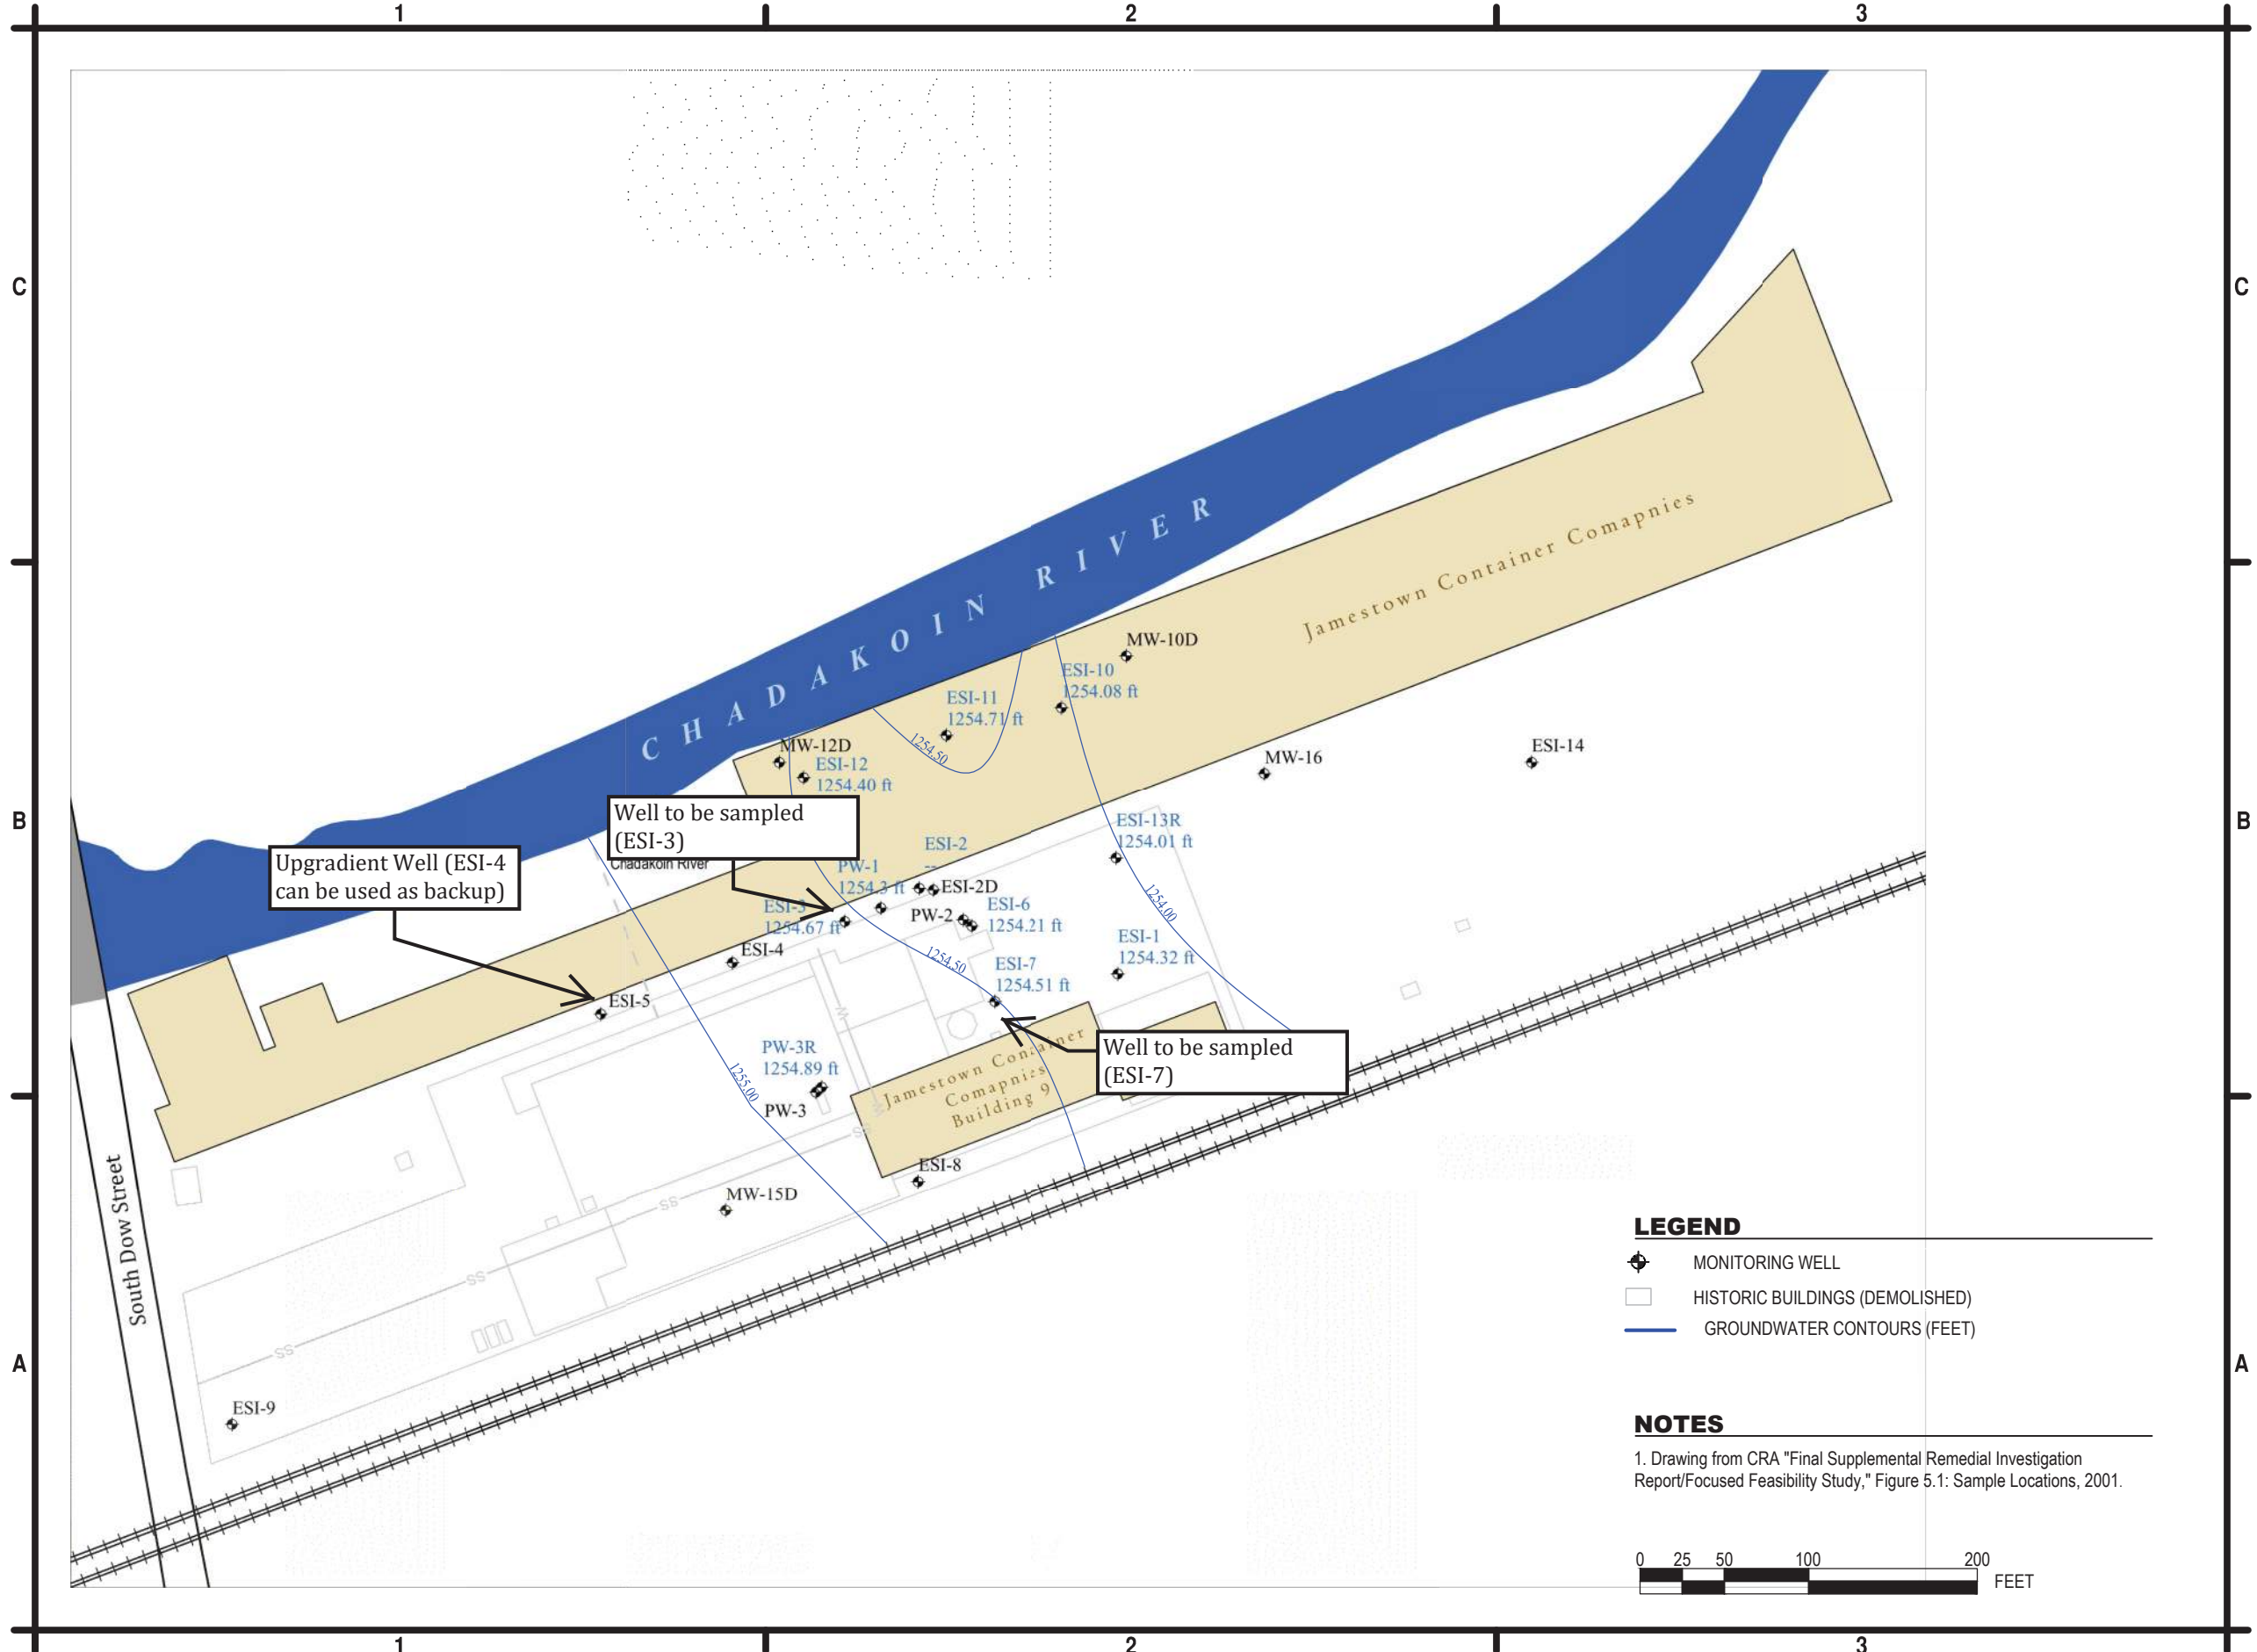 1
2
3
C
C
CHADAKOIN RIVER
Jamestown Container Comapnies
MW-10D
ESI-10
1254.08 ft
ESI-11
1254.71 ft
1254.50
MW-12D
ESI-12
1254.40 ft
MW-16
ESI-14
B
B
Well to be sampled
(ESI-3)
Chadakoin River
Upgradient Well (ESI-4
can be used as backup)
ESI-13R
1254.01 ft
ESI-2
--
PW-1
1254.3 ft
ESI-2D
ESI-3
1254.67 ft
PW-2
ESI-6
1254.21 ft
1254.00
ESI-4
1254.50
ESI-1
1254.32 ft
ESI-7
1254.51 ft
ESI-5
Well to be sampled
(ESI-7)
PW-3R
1254.89 ft
1255.00
PW-3
Jamestown Container
Comapnies
Building 9
SS
ESI-8
MW-15D
SS
SS
SS
South Dow Street
ESI-9
A
A
LEGEND
MONITORING WELL
HISTORIC BUILDINGS (DEMOLISHED)
GROUNDWATER CONTOURS (FEET)
NOTES
1. Drawing from CRA "Final Supplemental Remedial Investigation
Report/Focused Feasibility Study," Figure 5.1: Sample Locations, 2001.
0 25 50 100 200
FEET
1
2
3